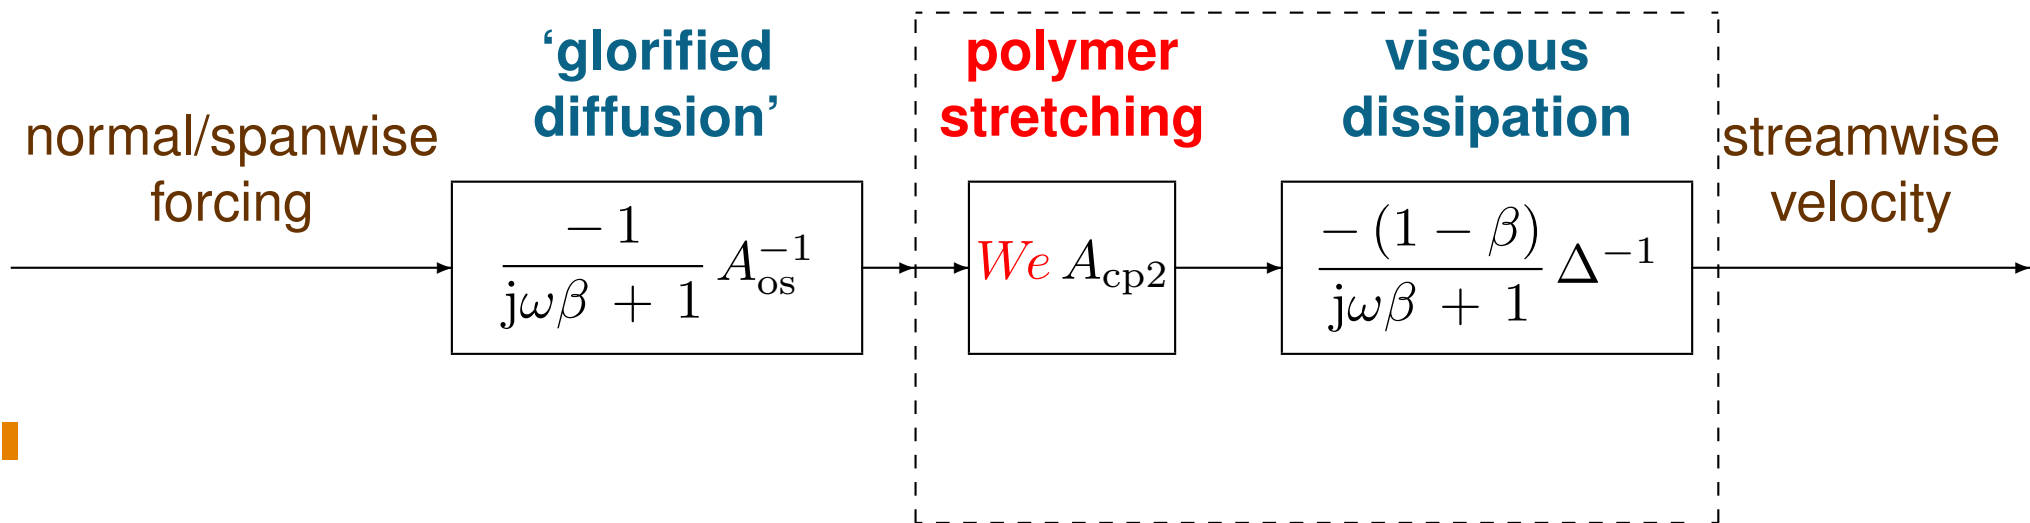 ‘glorified
diffusion’
polymer
stretching
viscous
dissipation
normal/spanwise
forcing
streamwise
velocity
−1
jωβ + 1
A_os^−1
We A_cp2
−(1 − β)
jωβ + 1
Δ^−1